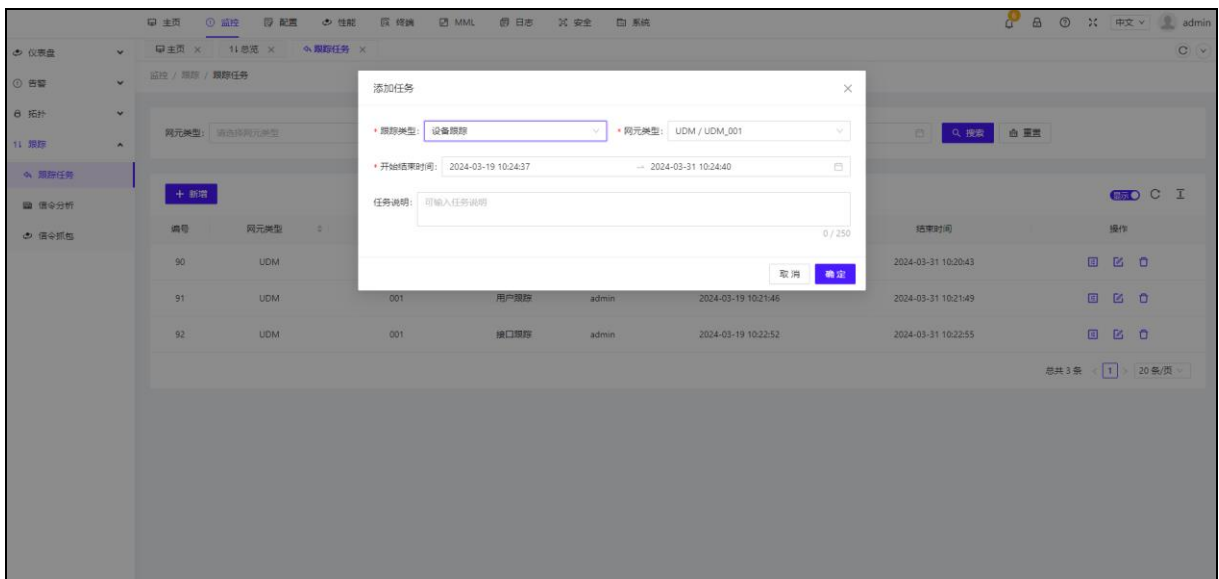 主页 监控 配置 性能 终端 MML 日志 安全 系统 6 中文 admin
仪表盘 主页 总览 跟踪任务
告警 监控 / 跟踪 / 跟踪任务
拓扑
跟踪
跟踪任务
信令分析
信令抓包
网元类型: 请选择网元类型 搜索 重置
添加任务
* 跟踪类型: 设备跟踪 * 网元类型: UDM / UDM_001
* 开始结束时间: 2024-03-19 10:24:37 → 2024-03-31 10:24:40
任务说明: 可输入任务说明
0 / 250
取消 确定
+ 新增 显示
编号 网元类型 结束时间 操作
90 UDM 2024-03-31 10:20:43
91 UDM 001 用户跟踪 admin 2024-03-19 10:21:46 2024-03-31 10:21:49
92 UDM 001 接口跟踪 admin 2024-03-19 10:22:52 2024-03-31 10:22:55
总共 3 条 < 1 > 20 条/页